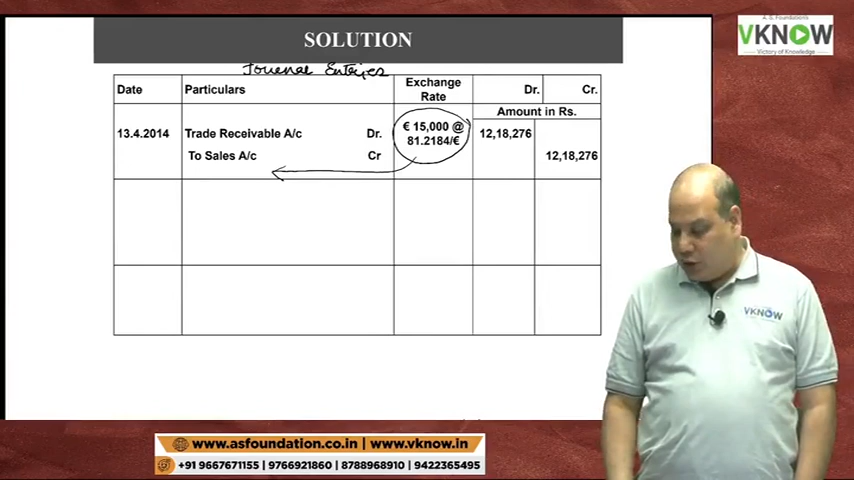 SOLUTION
Journal Entries
Date Particulars Exchange Rate Dr. Cr.
Amount in Rs.
13.4.2014 Trade Receivable A/c Dr. € 15,000 @ 81.2184/€ 12,18,276
To Sales A/c Cr 12,18,276
A. S. Foundations
VKNOW
Victory of Knowledge
VKNOW
www.asfoundation.co.in | www.vknow.in
+91 9667671155 | 9766921860 | 8788968910 | 9422365495